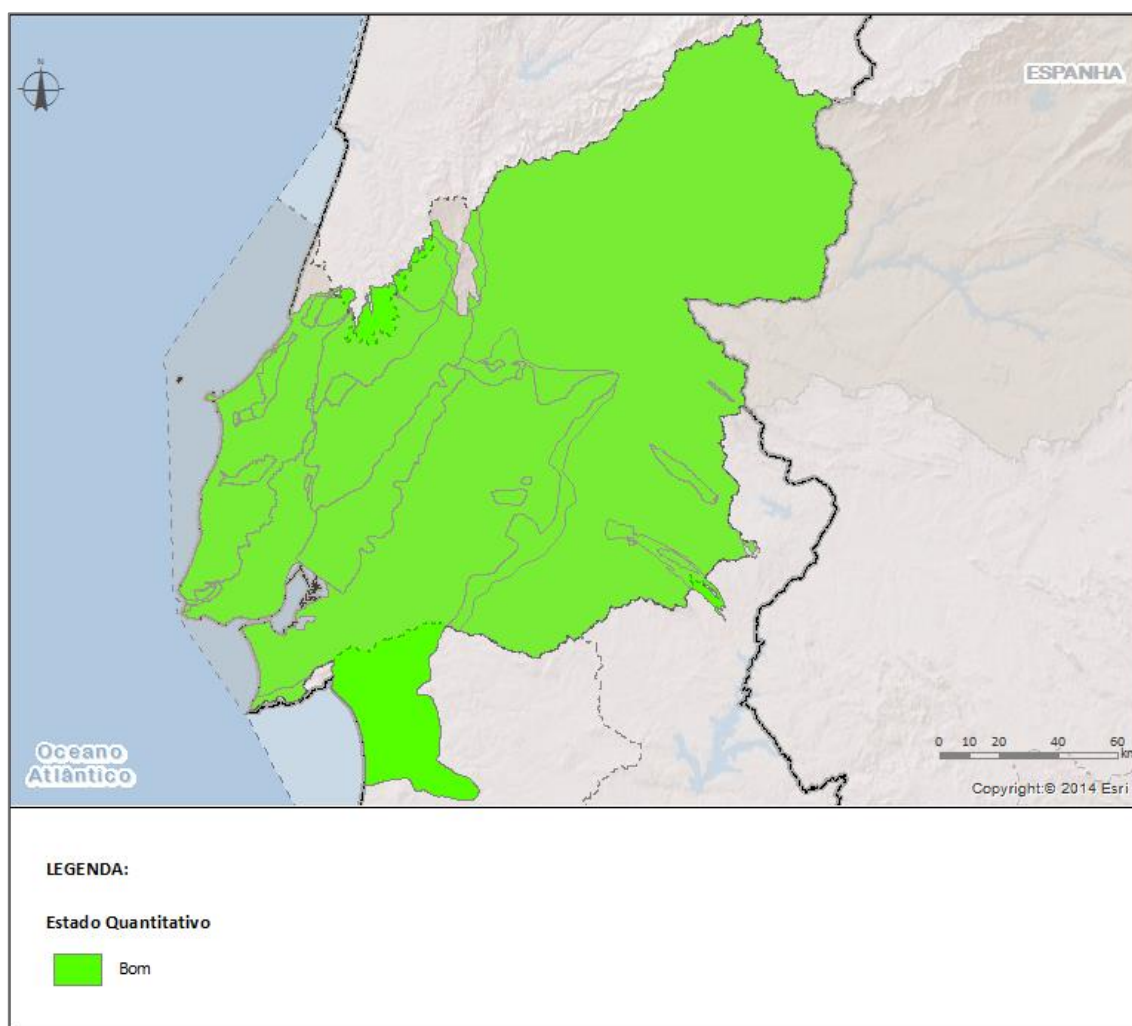 N
ESPANHA
Oceano
Atlântico
0 10 20 40 60
km
Copyright:© 2014 Esri
LEGENDA:
Estado Quantitativo
Bom